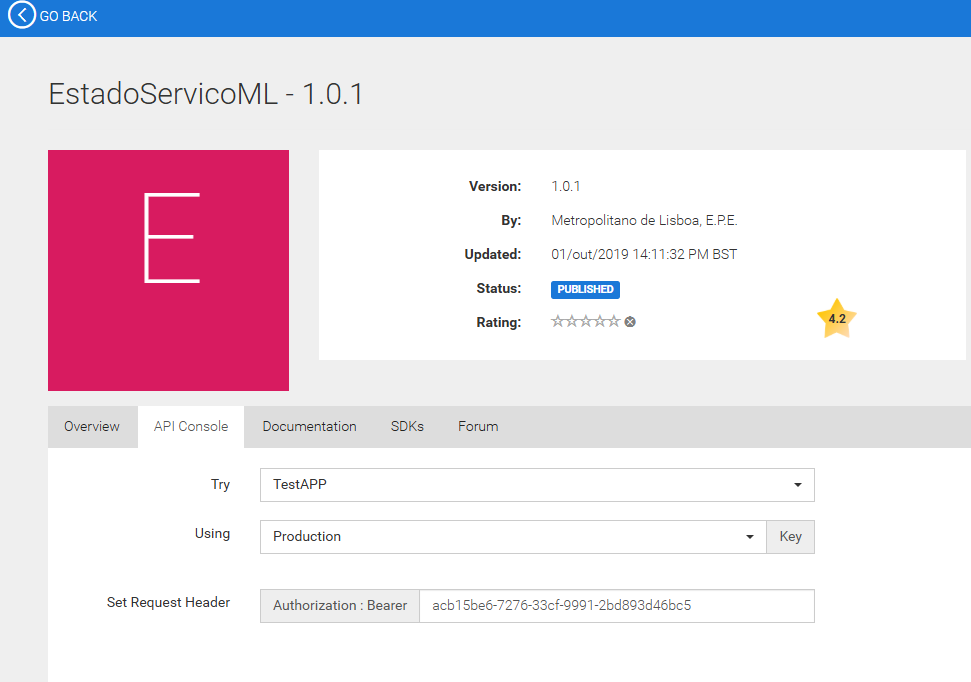 GO BACK
EstadoServicoML - 1.0.1
E
Version: 1.0.1
By: Metropolitano de Lisboa, E.P.E.
Updated: 01/out/2019 14:11:32 PM BST
Status: PUBLISHED
Rating:
4.2
Overview API Console Documentation SDKs Forum
Try TestAPP
Using Production Key
Set Request Header Authorization : Bearer acb15be6-7276-33cf-9991-2bd893d46bc5